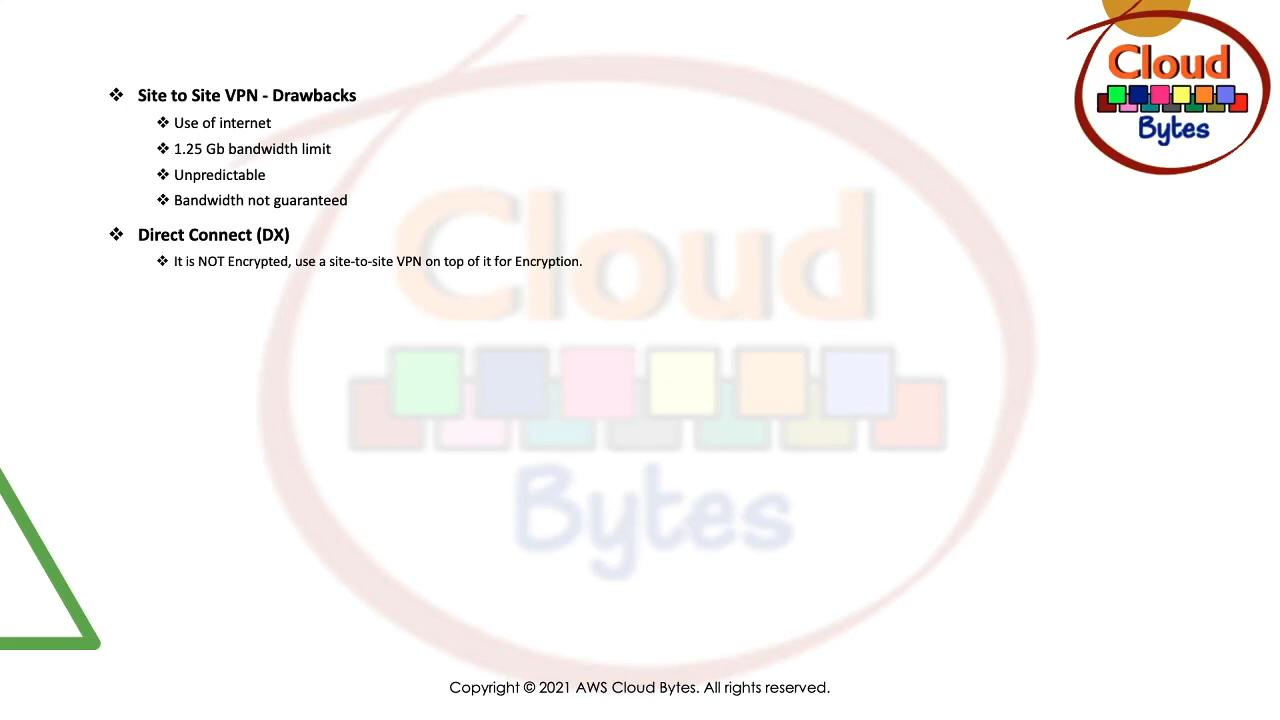 Cloud
Bytes
Site to Site VPN - Drawbacks
Use of internet
1.25 Gb bandwidth limit
Unpredictable
Bandwidth not guaranteed
Direct Connect (DX)
It is NOT Encrypted, use a site-to-site VPN on top of it for Encryption.
Cloud
Bytes
Copyright © 2021 AWS Cloud Bytes. All rights reserved.